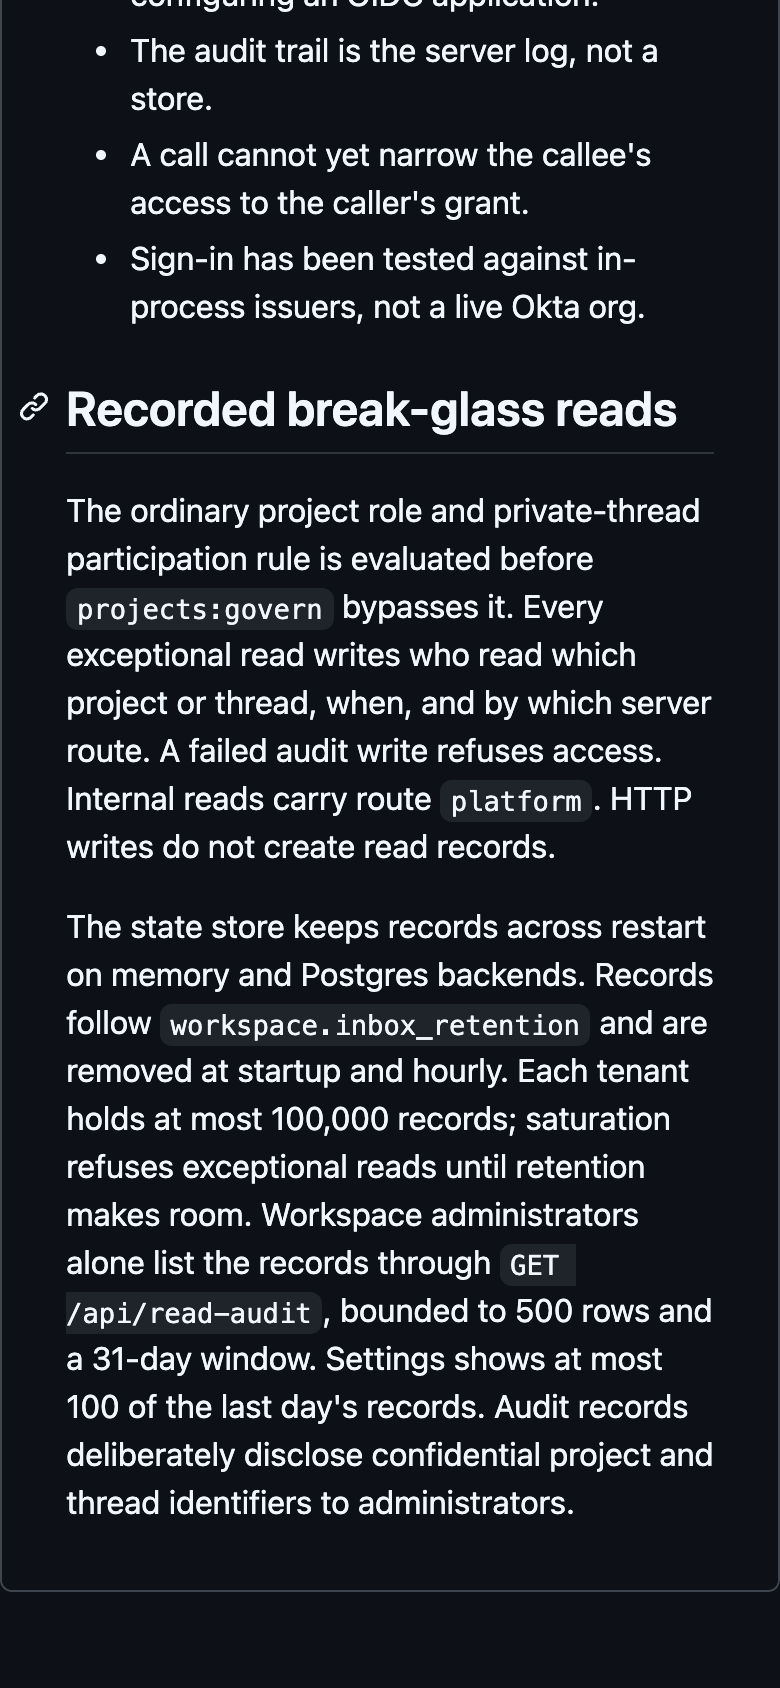 configuring an OIDC application.
• The audit trail is the server log, not a
store.
• A call cannot yet narrow the callee's
access to the caller's grant.
• Sign-in has been tested against in-
process issuers, not a live Okta org.
Recorded break-glass reads
The ordinary project role and private-thread
participation rule is evaluated before
projects:govern bypasses it. Every
exceptional read writes who read which
project or thread, when, and by which server
route. A failed audit write refuses access.
Internal reads carry route platform. HTTP
writes do not create read records.
The state store keeps records across restart
on memory and Postgres backends. Records
follow workspace.inbox_retention and are
removed at startup and hourly. Each tenant
holds at most 100,000 records; saturation
refuses exceptional reads until retention
makes room. Workspace administrators
alone list the records through GET
/api/read-audit, bounded to 500 rows and
a 31-day window. Settings shows at most
100 of the last day's records. Audit records
deliberately disclose confidential project and
thread identifiers to administrators.